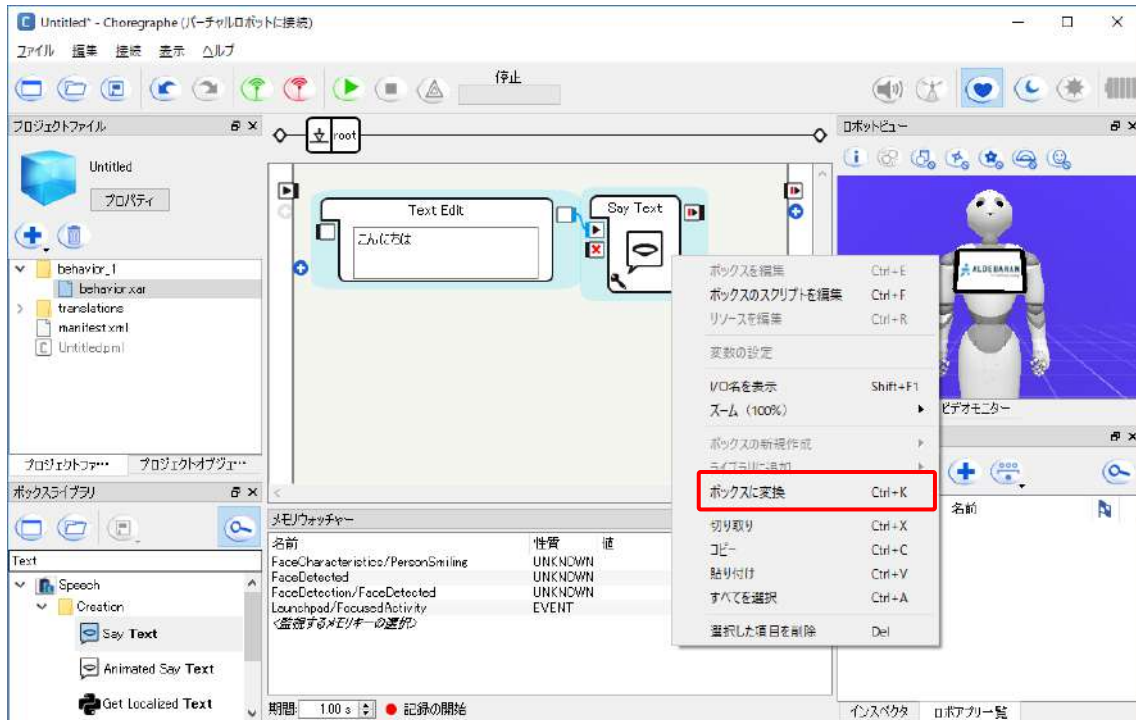 Untitled* - Choregraphe (バーチャルロボットに接続)
ファイル 編集 接続 表示 ヘルプ
停止
プロジェクトファイル
Untitled
プロパティ
behavior_1
behavior.xar
translations
manifest.xml
Untitled.pml
プロジェクトファ… プロジェクトオブジェ…
ボックスライブラリ
Text
Speech
Creation
Say Text
Animated Say Text
Get Localized Text
root
Text Edit
こんにちは
Say Text
メモリウォッチャー
名前 性質 値
FaceCharacteristics/PersonSmiling UNKNOWN
FaceDetected UNKNOWN
FaceDetection/FaceDetected UNKNOWN
Launchpad/FocusedActivity EVENT
<監視するメモリキーの選択>
期間: 1.00 s 記録の開始
ボックスを編集 Ctrl+E
ボックスのスクリプトを編集 Ctrl+F
リソースを編集 Ctrl+R
変数の設定
I/O名を表示 Shift+F1
ズーム (100%)
ボックスの新規作成
ライブラリに追加
ボックスに変換 Ctrl+K
切り取り Ctrl+X
コピー Ctrl+C
貼り付け Ctrl+V
すべてを選択 Ctrl+A
選択した項目を削除 Del
ロボットビュー
ALDEBARAN
ビデオモニター
名前
インスペクタ ロボアプリ一覧